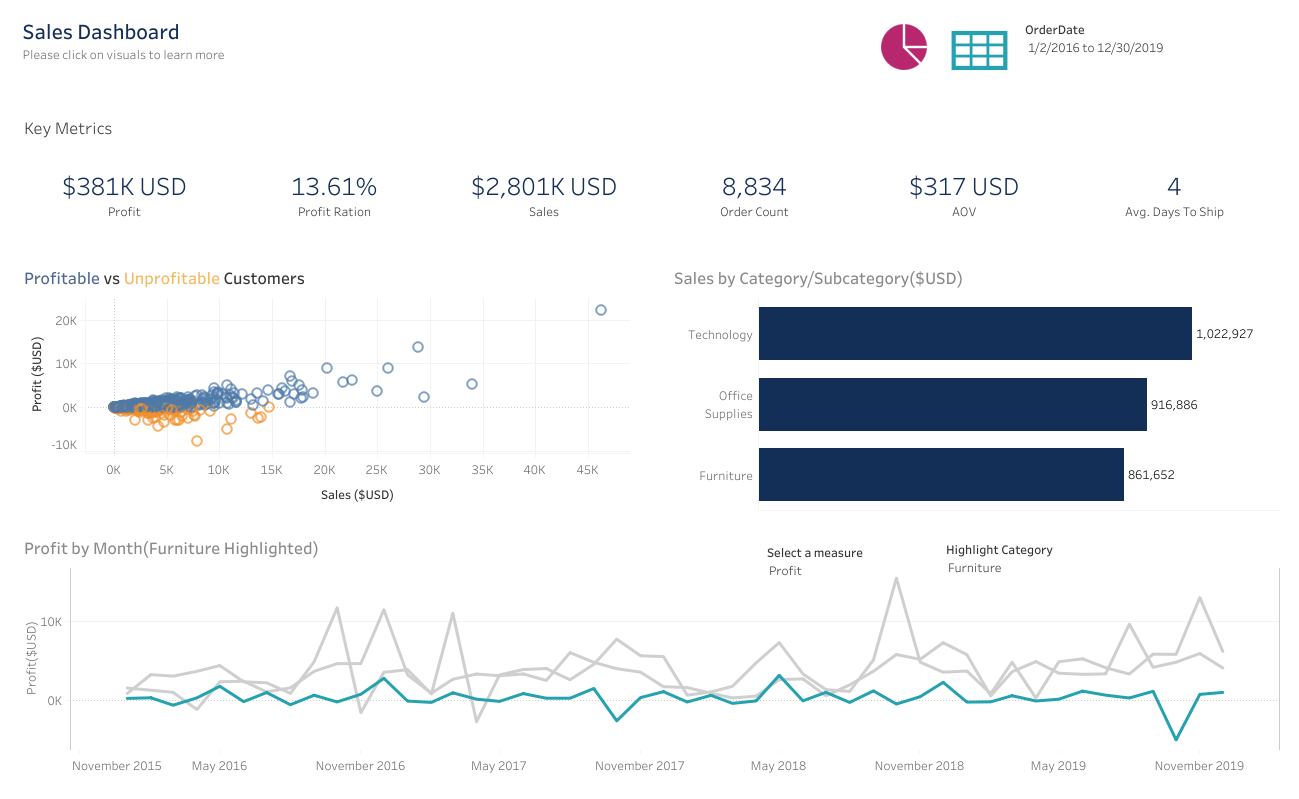 Sales Dashboard
Please click on visuals to learn more
OrderDate
1/2/2016 to 12/30/2019
Key Metrics
$381K USD
Profit
13.61%
Profit Ration
$2,801K USD
Sales
8,834
Order Count
$317 USD
AOV
4
Avg. Days To Ship
Profitable vs Unprofitable Customers
Profit ($USD)
20K
10K
0K
-10K
0K 5K 10K 15K 20K 25K 30K 35K 40K 45K
Sales ($USD)
Sales by Category/Subcategory($USD)
Technology 1,022,927
Office
Supplies
916,886
Furniture 861,652
Profit by Month(Furniture Highlighted)
Select a measure
Profit
Highlight Category
Furniture
Profit($USD)
10K
0K
November 2015 May 2016 November 2016 May 2017 November 2017 May 2018 November 2018 May 2019 November 2019